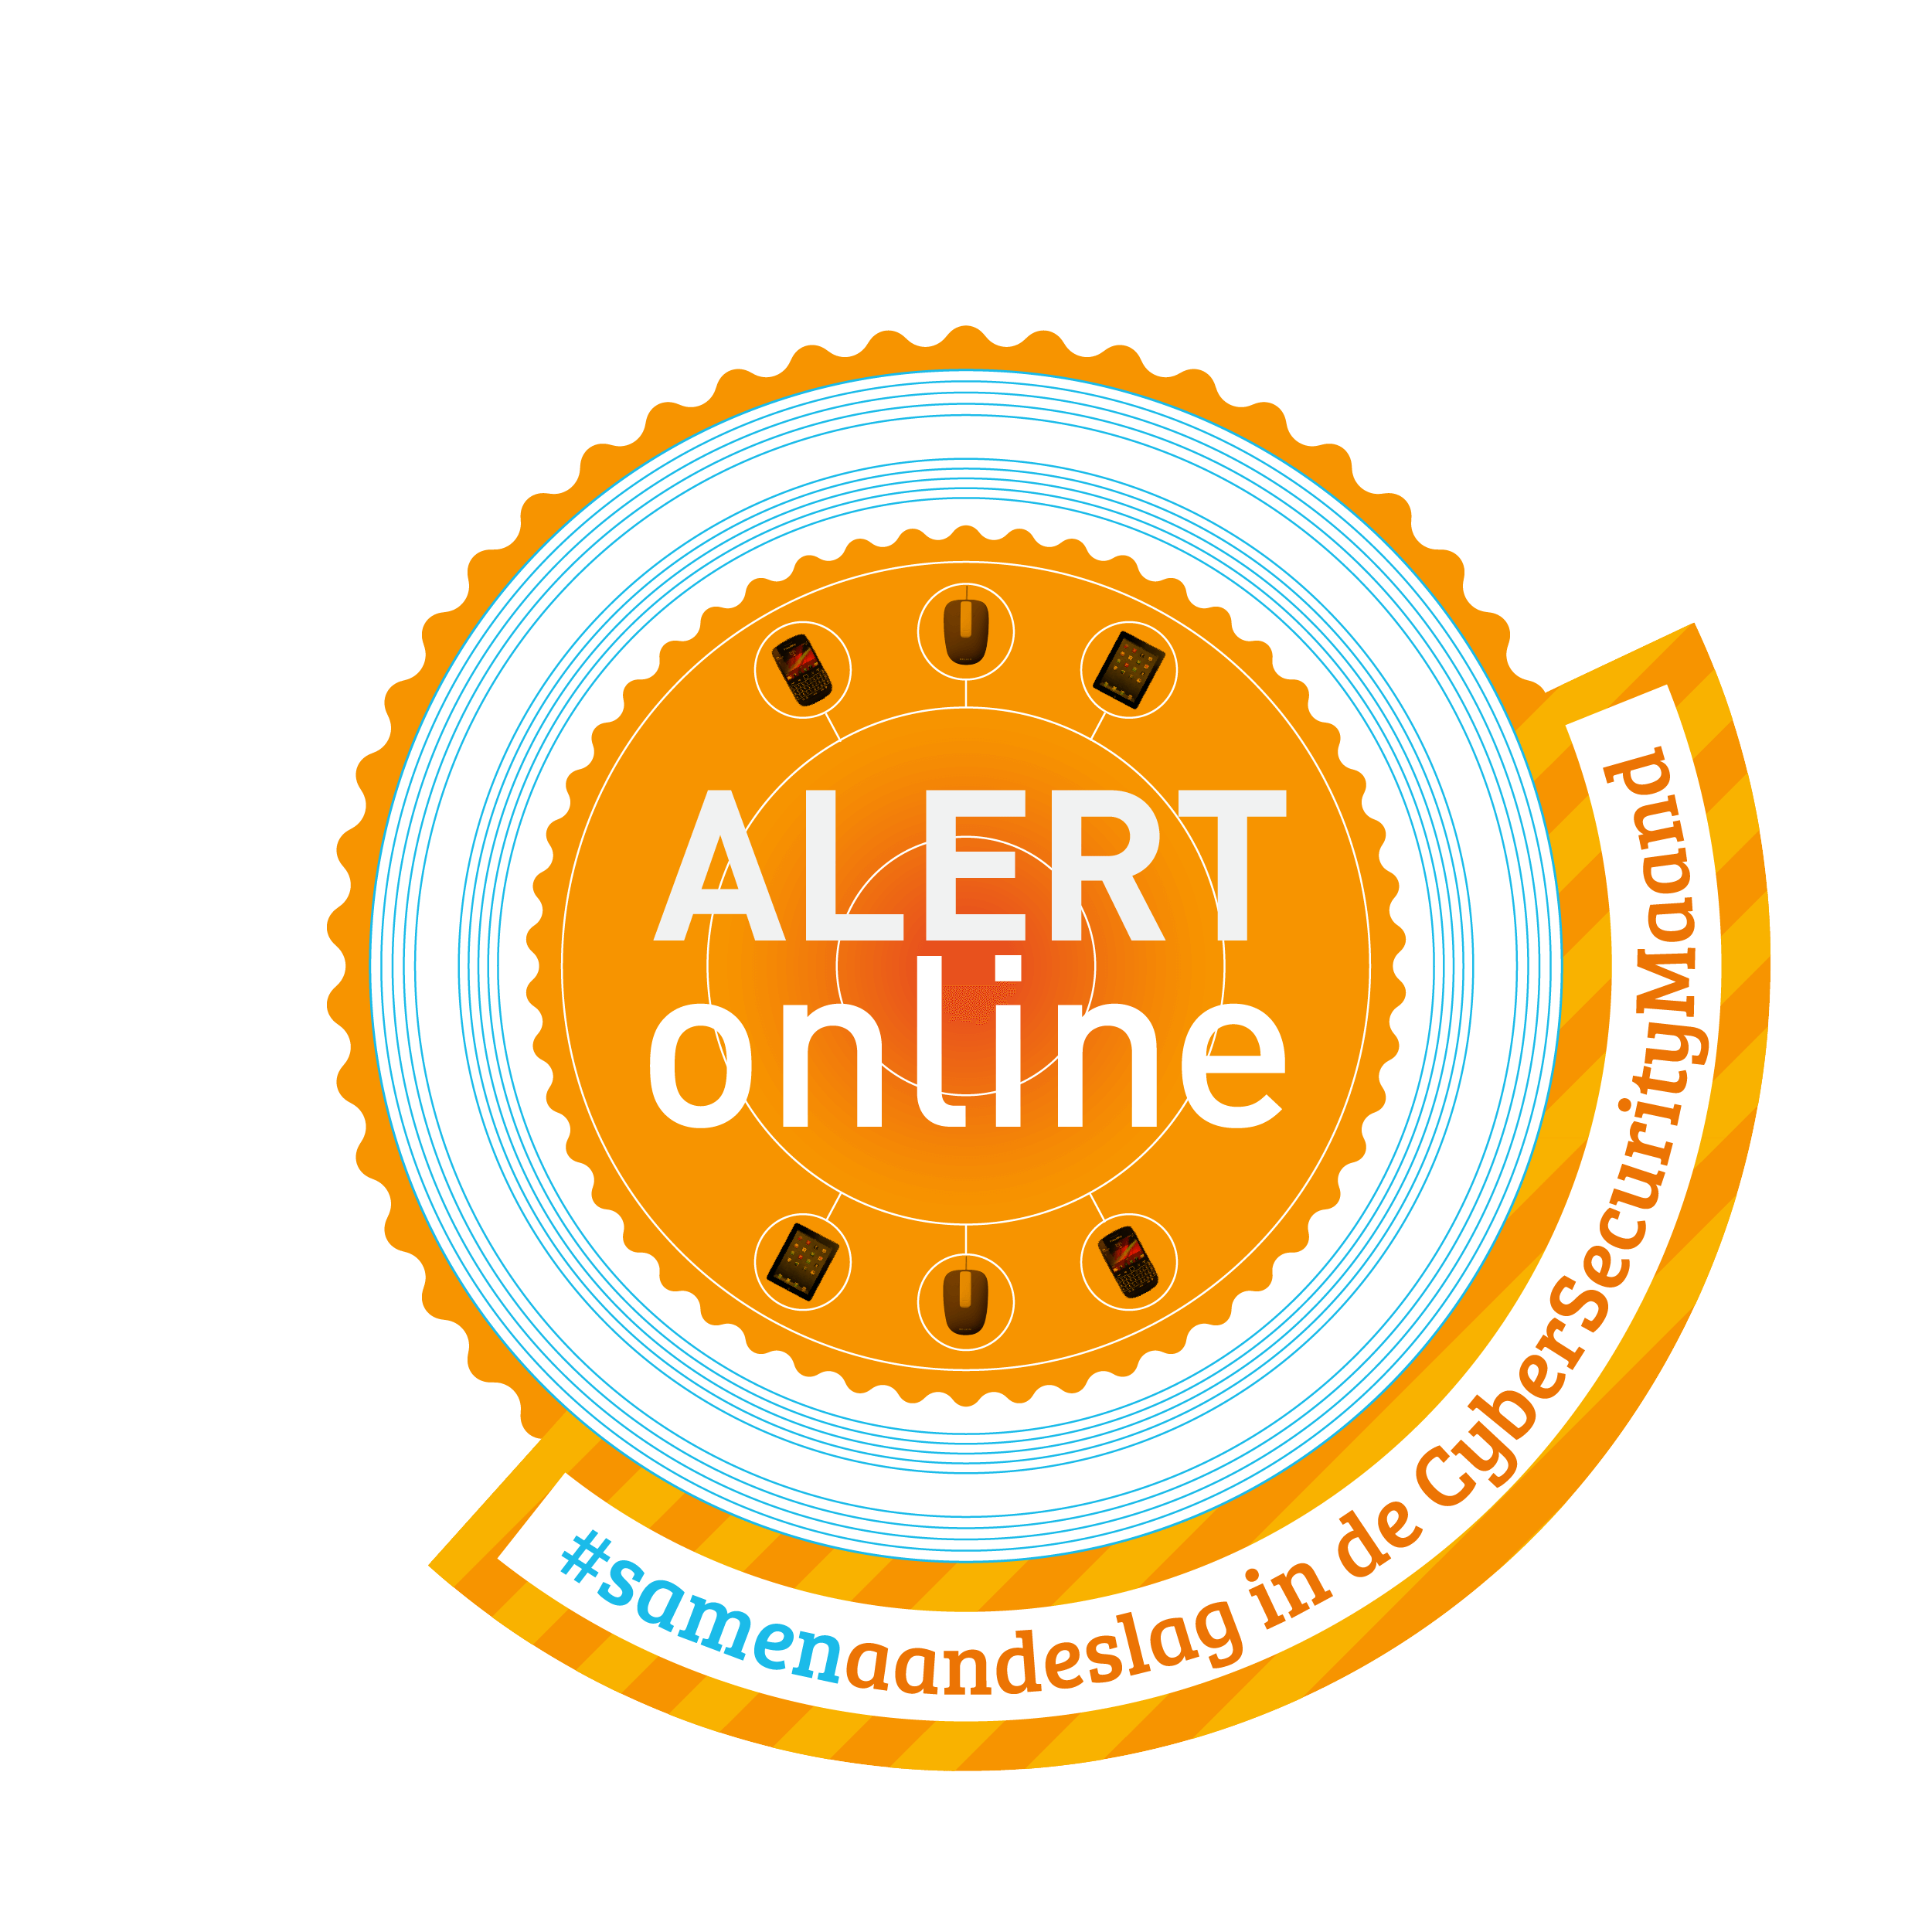 ALERT
online
#samenaandeslag in de CybersecurityMaand